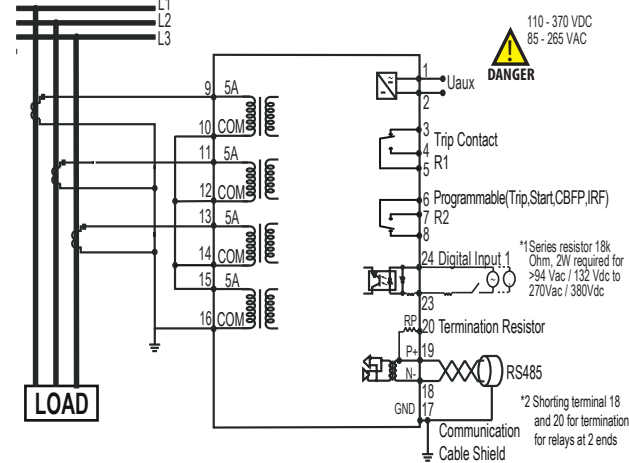 L1
L2
L3
110 - 370 VDC
85 - 265 VAC
DANGER
9 5A
10 COM
11 5A
12 COM
13 5A
14 COM
15 5A
16 COM
1
Uaux
2
3
Trip Contact
4
R1
5
6 Programmable(Trip,Start,CBFP,IRF)
7 R2
8
24 Digital Input 1
23
*1Series resistor 18k
Ohm, 2W required for
>94 Vac / 132 Vdc to
270Vac / 380Vdc
RP 20 Termination Resistor
P+ 19
N-
RS485
18
GND 17
Communication
Cable Shield
*2 Shorting terminal 18
and 20 for termination
for relays at 2 ends
LOAD